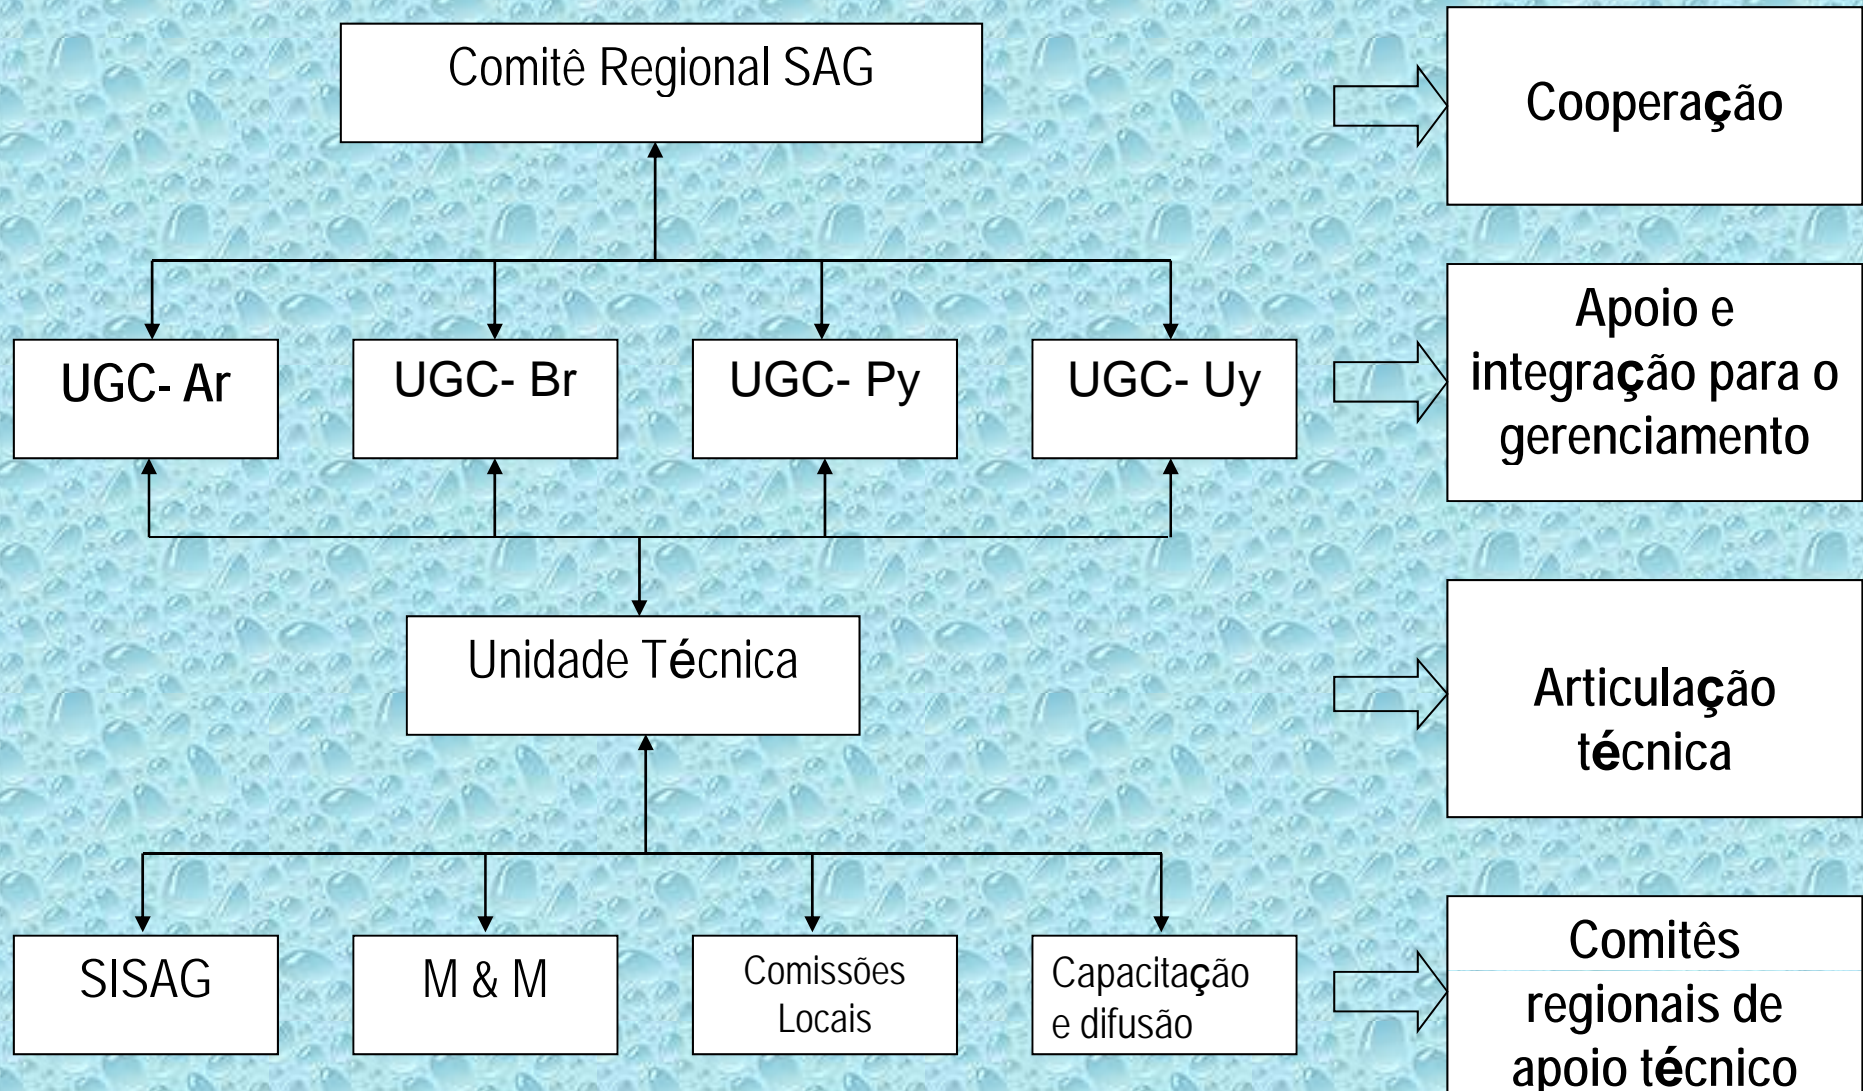 Comitê Regional SAG
Cooperação
UGC- Ar
UGC- Br
UGC- Py
UGC- Uy
Apoio e
integração para o
gerenciamento
Unidade Técnica
Articulação
técnica
SISAG
M & M
Comissões
Locais
Capacitação
e difusão
Comitês
regionais de
apoio técnico